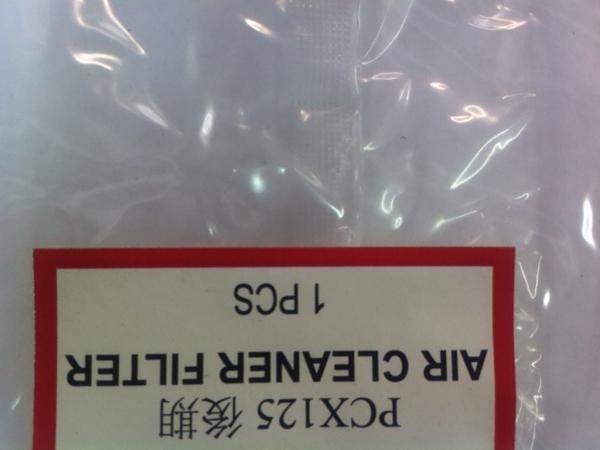 PCX125 後期
AIR CLEANER FILTER
1 PCS